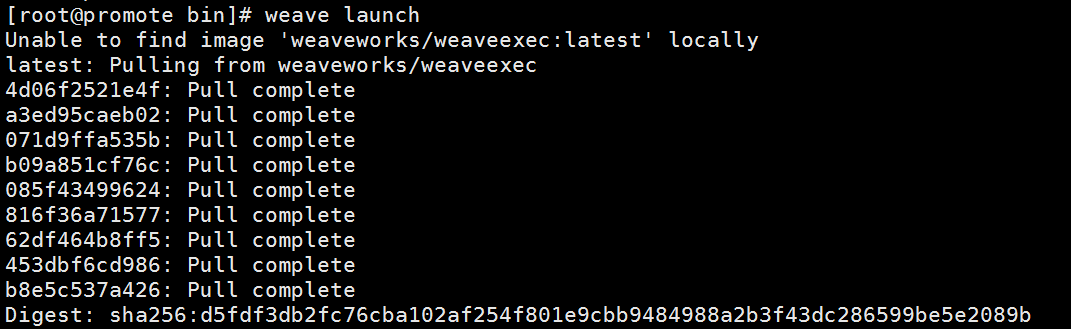 [root@promote bin]# weave launch
Unable to find image 'weaveworks/weaveexec:latest' locally
latest: Pulling from weaveworks/weaveexec
4d06f2521e4f: Pull complete
a3ed95caeb02: Pull complete
071d9ffa535b: Pull complete
b09a851cf76c: Pull complete
085f43499624: Pull complete
816f36a71577: Pull complete
62df464b8ff5: Pull complete
453dbf6cd986: Pull complete
b8e5c537a426: Pull complete
Digest: sha256:d5fdf3db2fc76cba102af254f801e9cbb9484988a2b3f43dc286599be5e2089b